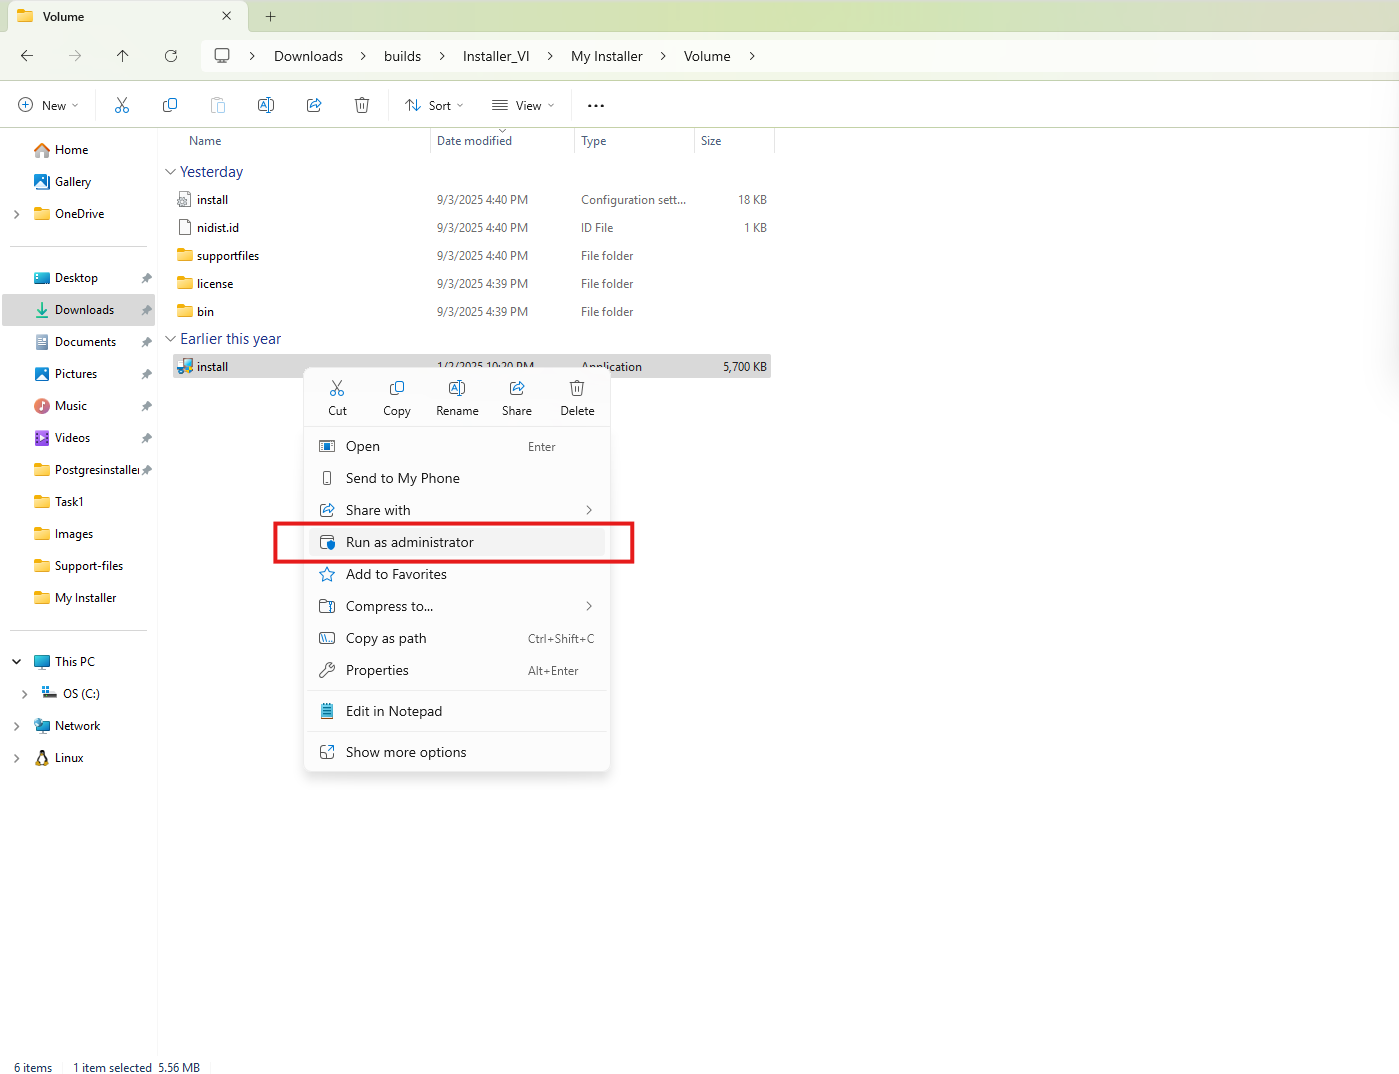 Volume
Downloads > builds > Installer_VI > My Installer > Volume >
New
Sort
View
Name Date modified Type Size
Yesterday
install 9/3/2025 4:40 PM Configuration sett... 18 KB
nidist.id 9/3/2025 4:40 PM ID File 1 KB
supportfiles 9/3/2025 4:40 PM File folder
license 9/3/2025 4:39 PM File folder
bin 9/3/2025 4:39 PM File folder
Earlier this year
install 1/2/2025 10:20 PM Application 5,700 KB
Home
Gallery
OneDrive
Desktop
Downloads
Documents
Pictures
Music
Videos
Postgresinstaller
Task1
Images
Support-files
My Installer
This PC
OS (C:)
Network
Linux
Cut Copy Rename Share Delete
Open Enter
Send to My Phone
Share with
Run as administrator
Add to Favorites
Compress to...
Copy as path Ctrl+Shift+C
Properties Alt+Enter
Edit in Notepad
Show more options
6 items 1 item selected 5.56 MB